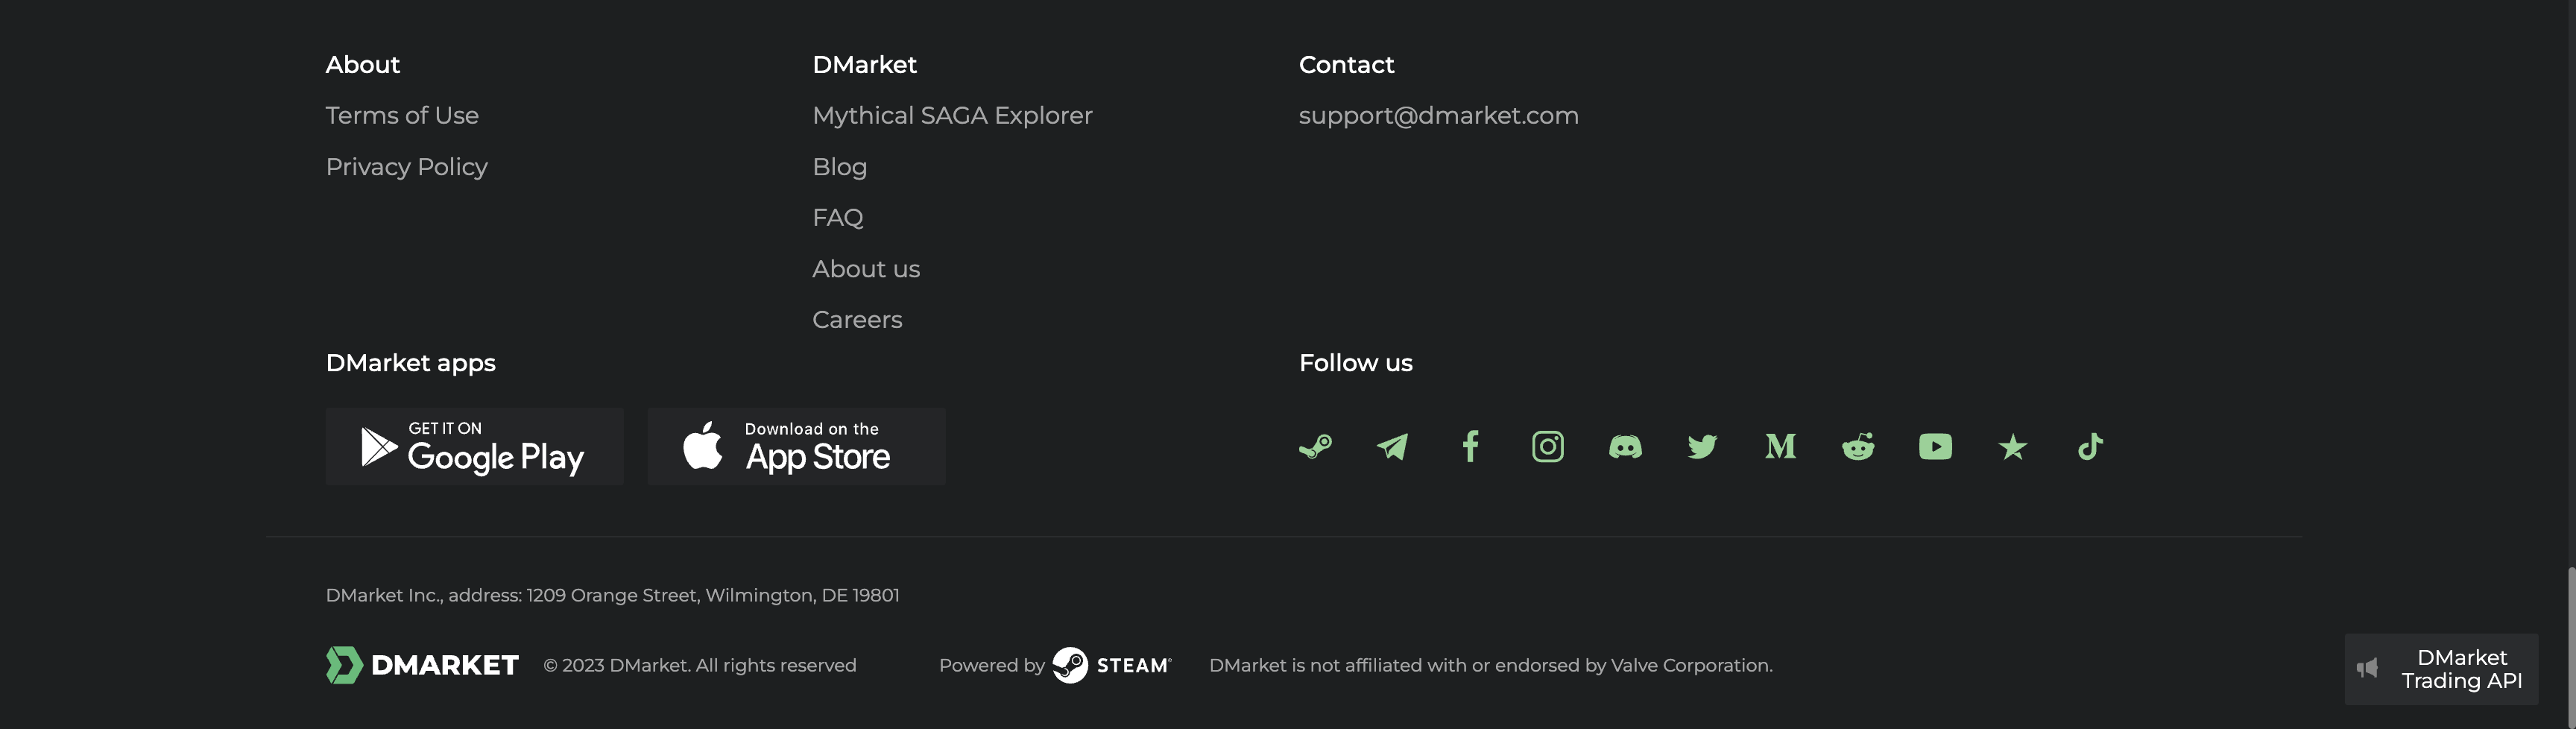 About
Terms of Use
Privacy Policy
DMarket
Mythical SAGA Explorer
Blog
FAQ
About us
Careers
Contact
support@dmarket.com
DMarket apps
GET IT ON
Google Play
Download on the
App Store
Follow us
DMarket Inc., address: 1209 Orange Street, Wilmington, DE 19801
DMARKET © 2023 DMarket. All rights reserved Powered by STEAM® DMarket is not affiliated with or endorsed by Valve Corporation.
DMarket
Trading API